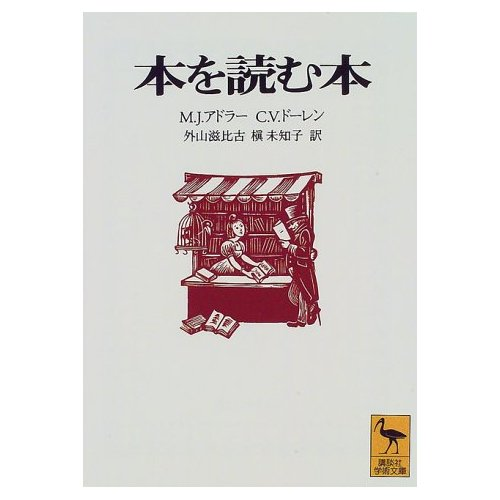 本を読む本
M.J.アドラー C.V.ドーレン
外山滋比古 槇 未知子 訳
講談社
学術文庫